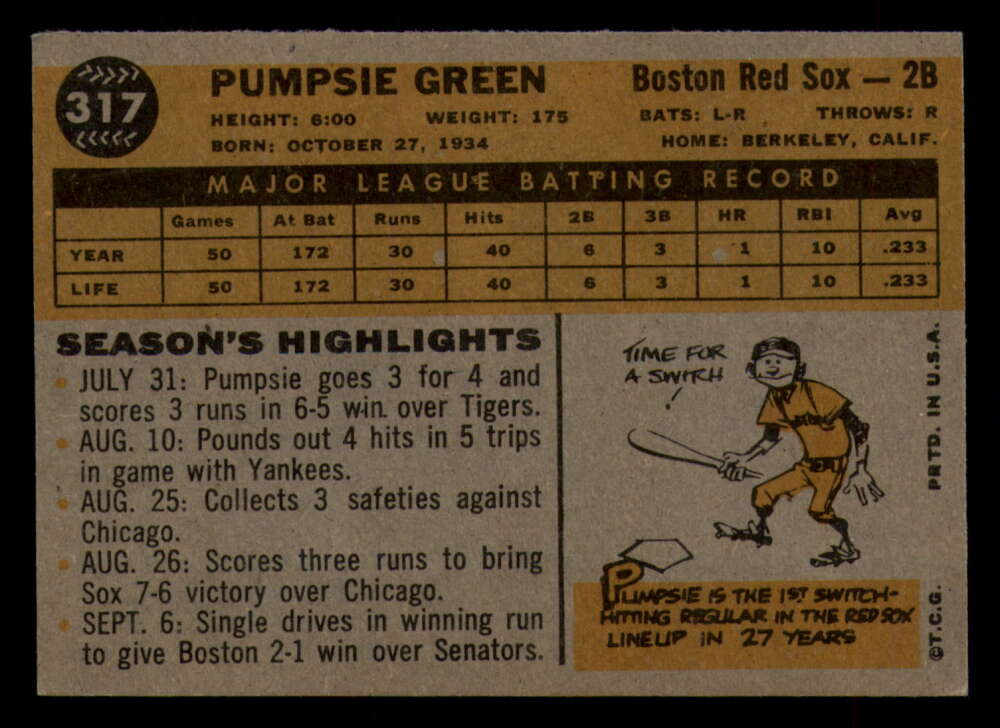 317
PUMPSIE GREEN Boston Red Sox — 2B
HEIGHT: 6:00 WEIGHT: 175 BATS: L-R THROWS: R
BORN: OCTOBER 27, 1934 HOME: BERKELEY, CALIF.
MAJOR LEAGUE BATTING RECORD
Games At Bat Runs Hits 2B 3B HR RBI Avg
YEAR 50 172 30 40 6 3 1 10 .233
LIFE 50 172 30 40 6 3 1 10 .233
SEASON'S HIGHLIGHTS
• JULY 31: Pumpsie goes 3 for 4 and
scores 3 runs in 6-5 win over Tigers.
• AUG. 10: Pounds out 4 hits in 5 trips
in game with Yankees.
• AUG. 25: Collects 3 safeties against
Chicago.
• AUG. 26: Scores three runs to bring
Sox 7-6 victory over Chicago.
• SEPT. 6: Single drives in winning run
to give Boston 2-1 win over Senators.
TIME FOR
A SWITCH
PUMPSIE IS THE 1ST SWITCH-
HITTING REGULAR IN THE RED SOX
LINEUP IN 27 YEARS
©T.C.G. PRTD. IN U.S.A.